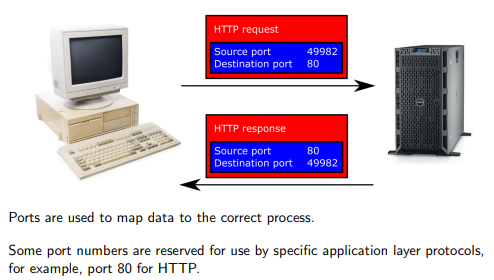 HTTP request
Source port 49982
Destination port 80
HTTP response
Source port 80
Destination port 49982
Ports are used to map data to the correct process.
Some port numbers are reserved for use by specific application layer protocols,
for example, port 80 for HTTP.